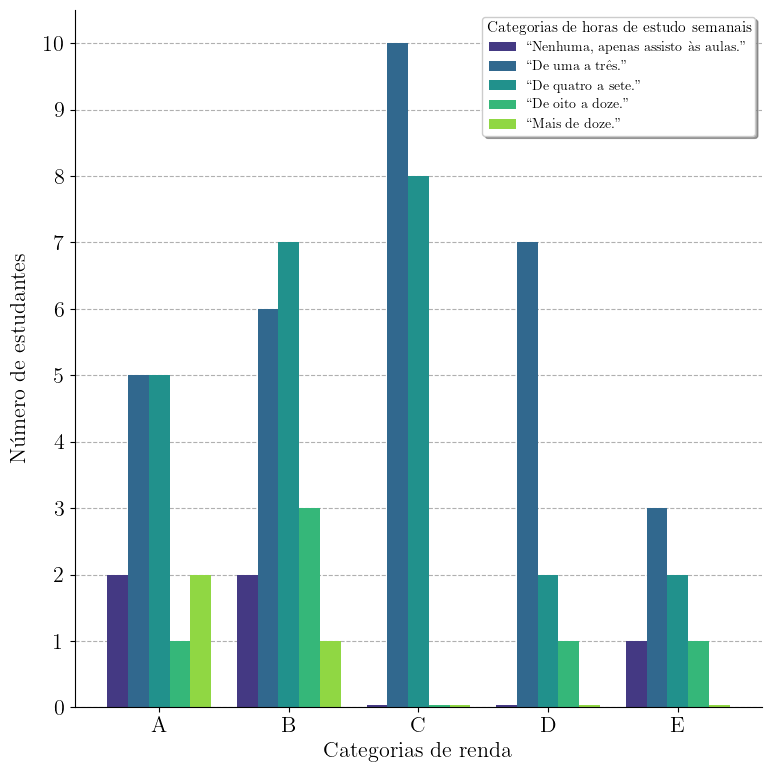 Categorias de horas de estudo semanais
“Nenhuma, apenas assisto às aulas.”
“De uma a três.”
“De quatro a sete.”
“De oito a doze.”
“Mais de doze.”
Número de estudantes
10
9
8
7
6
5
4
3
2
1
0
A B C D E
Categorias de renda